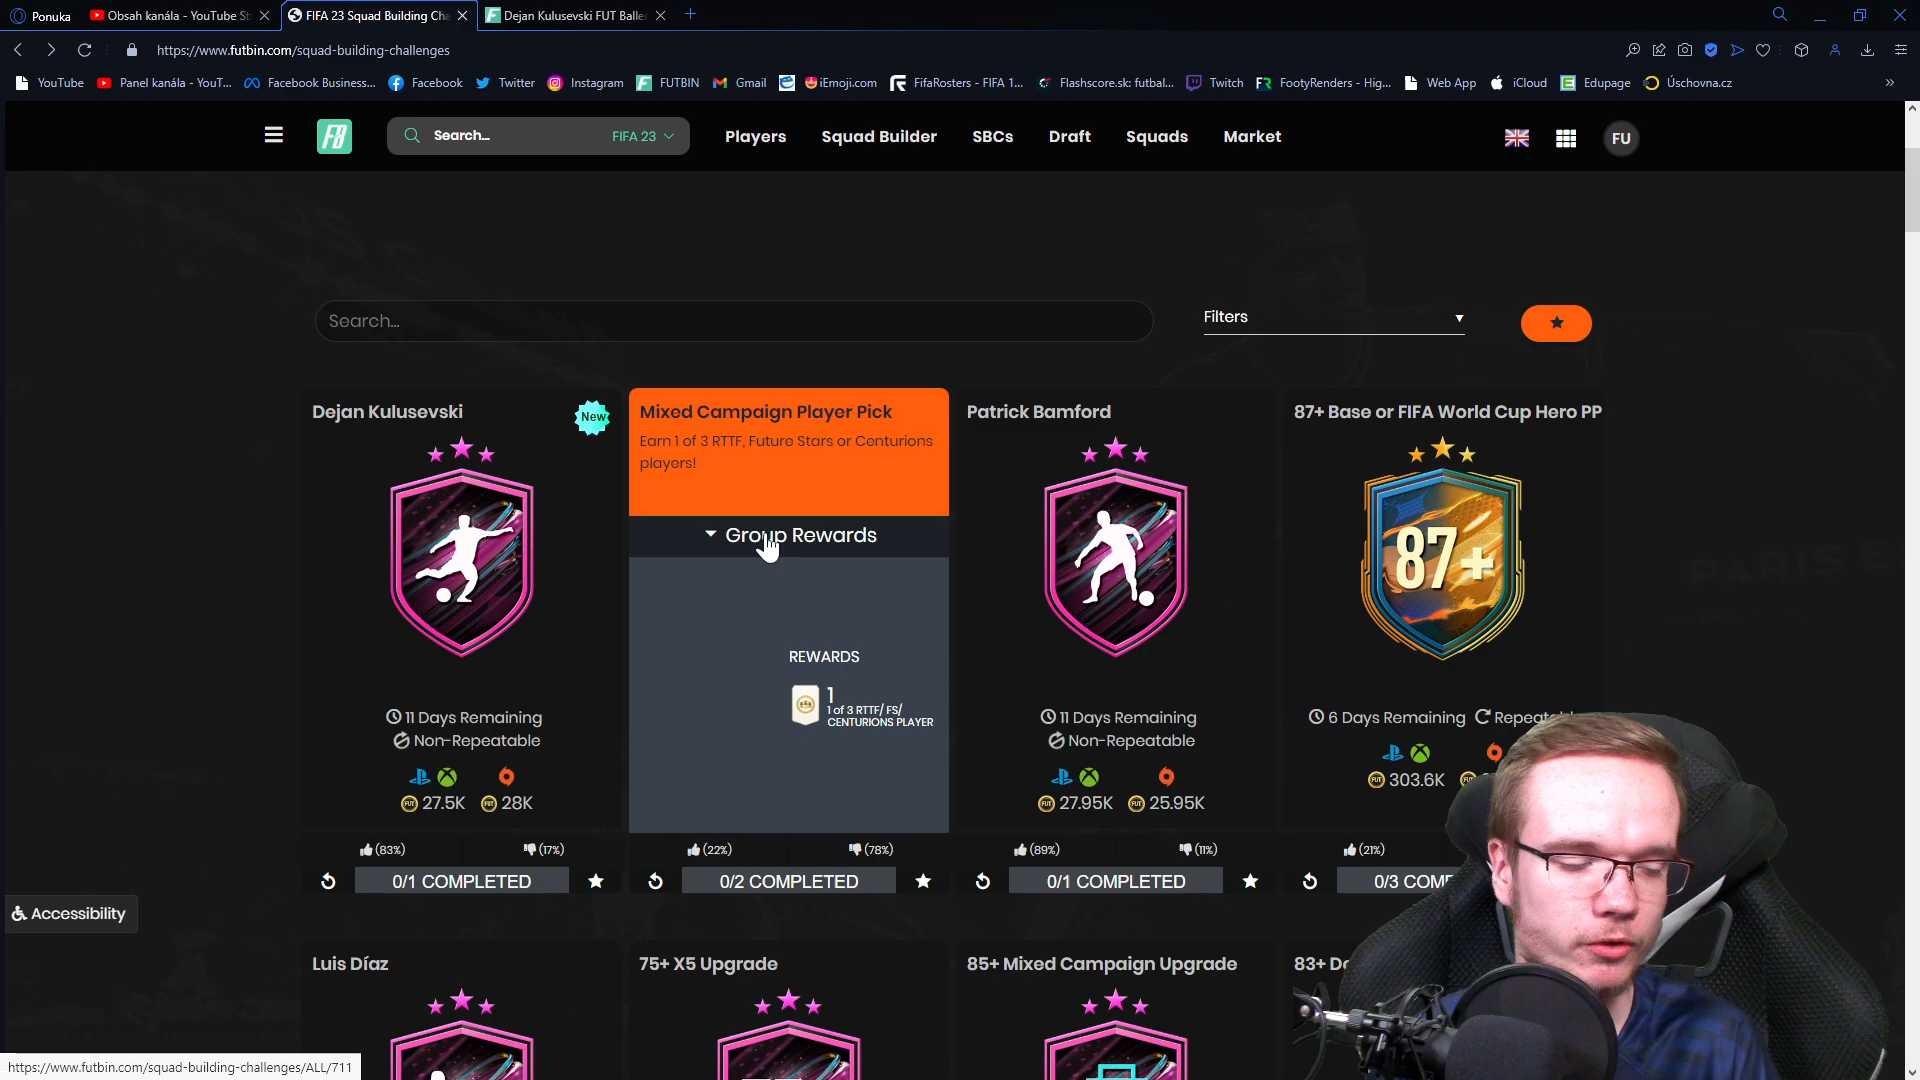 Ponuka
Obsah kanála - YouTube S
FIFA 23 Squad Building Cha
Dejan Kulusevski FUT Baller
https://www.futbin.com/squad-building-challenges
YouTube
Panel kanála - YouT...
Facebook Business...
Facebook
Twitter
Instagram
FUTBIN
Gmail
iEmoji.com
FifaRosters - FIFA 1...
Flashscore.sk: futbal...
Twitch
FootyRenders - Hig...
Web App
iCloud
Edupage
Úschovna.cz
Search...
FIFA 23
Players
Squad Builder
SBCs
Draft
Squads
Market
FU
Search...
Filters
Dejan Kulusevski
New
11 Days Remaining
Non-Repeatable
27.5K
28K
(83%)
(17%)
0/1 COMPLETED
Mixed Campaign Player Pick
Earn 1 of 3 RTTF, Future Stars or Centurions
players!
Group Rewards
REWARDS
1
1 of 3 RTTF/ FS/
CENTURIONS PLAYER
(22%)
(78%)
0/2 COMPLETED
Patrick Bamford
11 Days Remaining
Non-Repeatable
27.95K
25.95K
(89%)
(11%)
0/1 COMPLETED
87+ Base or FIFA World Cup Hero PP
87+
6 Days Remaining
303.6K
(21%)
0/3 COMP
Accessibility
Luis Díaz
75+ X5 Upgrade
85+ Mixed Campaign Upgrade
83+
https://www.futbin.com/squad-building-challenges/ALL/711